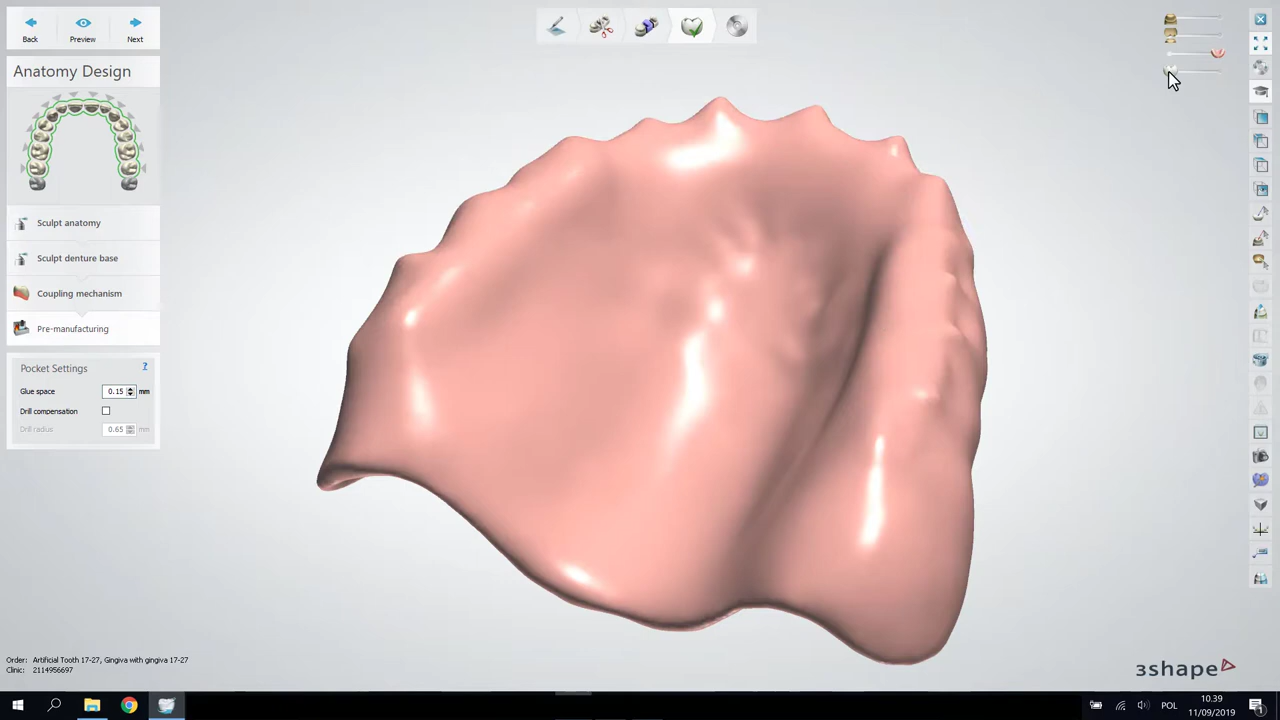 Back
Preview
Next
Anatomy Design
Sculpt anatomy
Sculpt denture base
Coupling mechanism
Pre-manufacturing
Pocket Settings ?
Glue space 0.15 mm
Drill compensation
Drill radius 0.65 mm
Order: Artificial Tooth 17-27, Gingiva with gingiva 17-27
Clinic: 2114956697
3shape
POL
10.39
11/09/2019
1